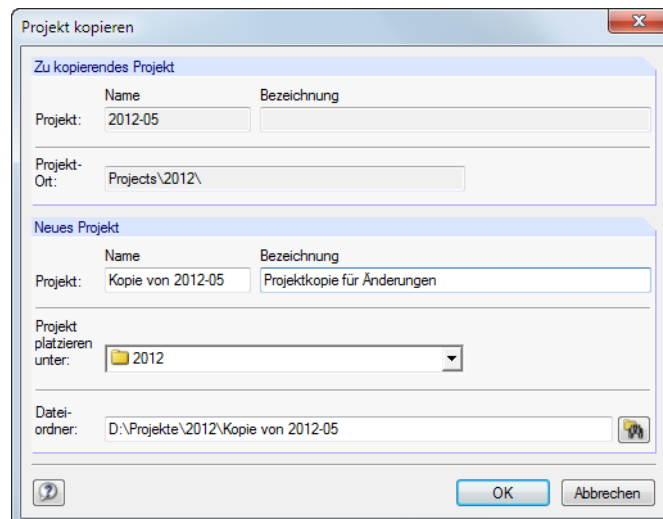 Projekt kopieren
Zu kopierendes Projekt
Name Bezeichnung
Projekt: 2012-05
Projekt-
Ort: Projects\2012\
Neues Projekt
Name Bezeichnung
Projekt: Kopie von 2012-05 Projektkopie für Änderungen
Projekt
platzieren
unter: 2012
Datei-
ordner: D:\Projekte\2012\Kopie von 2012-05
OK Abbrechen